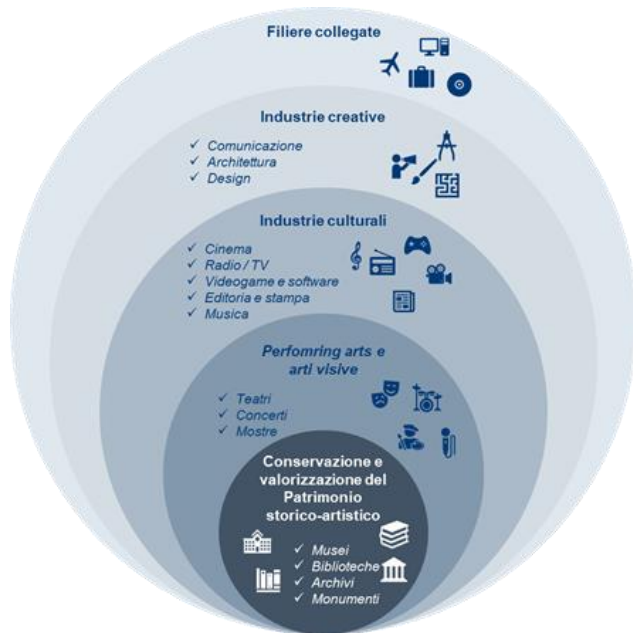 Filiere collegate
Industrie creative
✓ Comunicazione
✓ Architettura
✓ Design
Industrie culturali
✓ Cinema
✓ Radio / TV
✓ Videogame e software
✓ Editoria e stampa
✓ Musica
Perfomring arts e
arti visive
✓ Teatri
✓ Concerti
✓ Mostre
Conservazione e
valorizzazione del
Patrimonio
storico-artistico
✓ Musei
✓ Biblioteche
✓ Archivi
✓ Monumenti